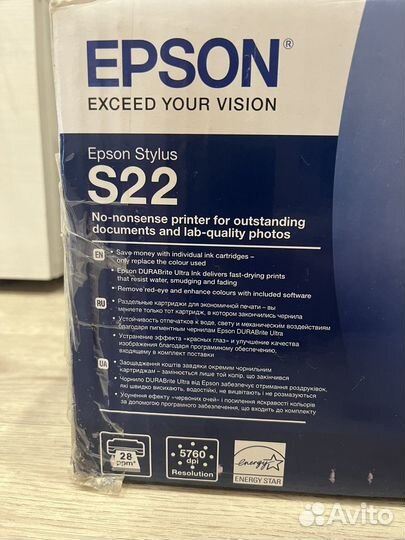 EPSON®
EXCEED YOUR VISION
Epson Stylus
S22
No-nonsense printer for outstanding
documents and lab-quality photos
EN • Save money with individual ink cartridges –
only replace the colour used
• Epson DURABrite Ultra Ink delivers fast-drying prints
that resist water, smudging and fading
• Remove red-eye and enhance colours with included software
RU • Раздельные картриджи для экономичной печати – вы
меняете только тот картридж, в котором закончились чернила
• Устойчивость отпечатков к воде, свету и механическим воздействиям
благодаря пигментным чернилам Epson DURABrite Ultra
• Устранение эффекта «красных глаз» и улучшение качества
изображения благодаря программному обеспечению,
входящему в комплект поставки
UA • Заощадження коштів завдяки окремим чорнильним
картриджам – замінюється лише той колір, що закінчився
• Чорнило DURABrite Ultra від Epson забезпечує отримання роздруківок,
які швидко висихають, водостійкі, не вицвітають і не розмазуються
• Усунення ефекту «червоних очей» і посилення яскравості кольорів
за допомогою програмного забезпечення, що входить до комплекту
28
ppm*
5760
dpi
Resolution
energy
ENERGY STAR
Avito